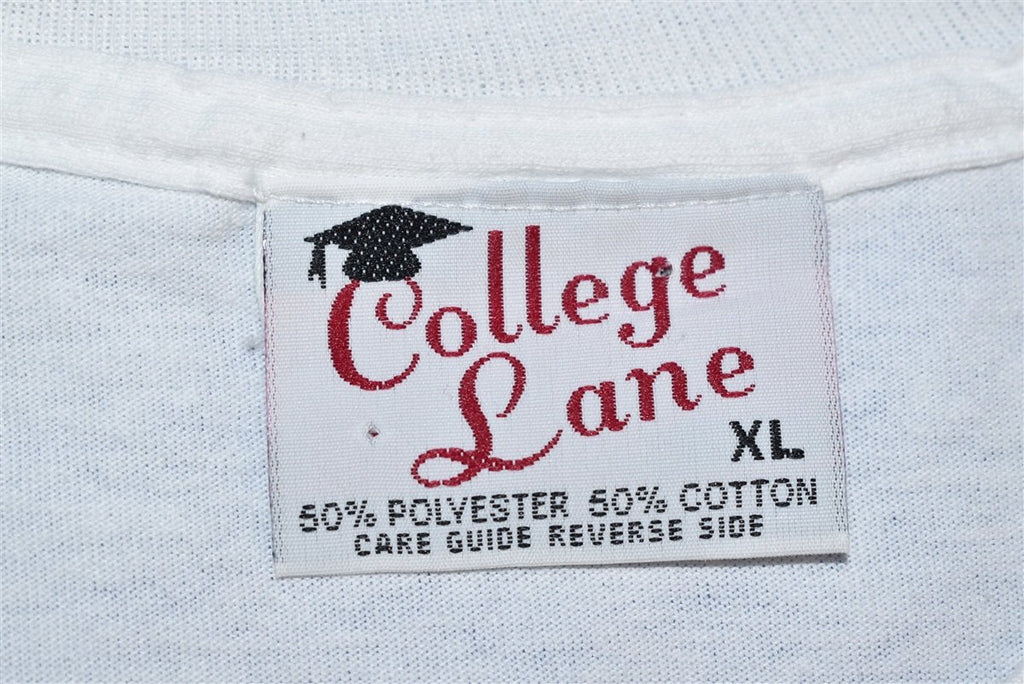 College
Lane
XL
50% POLYESTER 50% COTTON
CARE GUIDE REVERSE SIDE